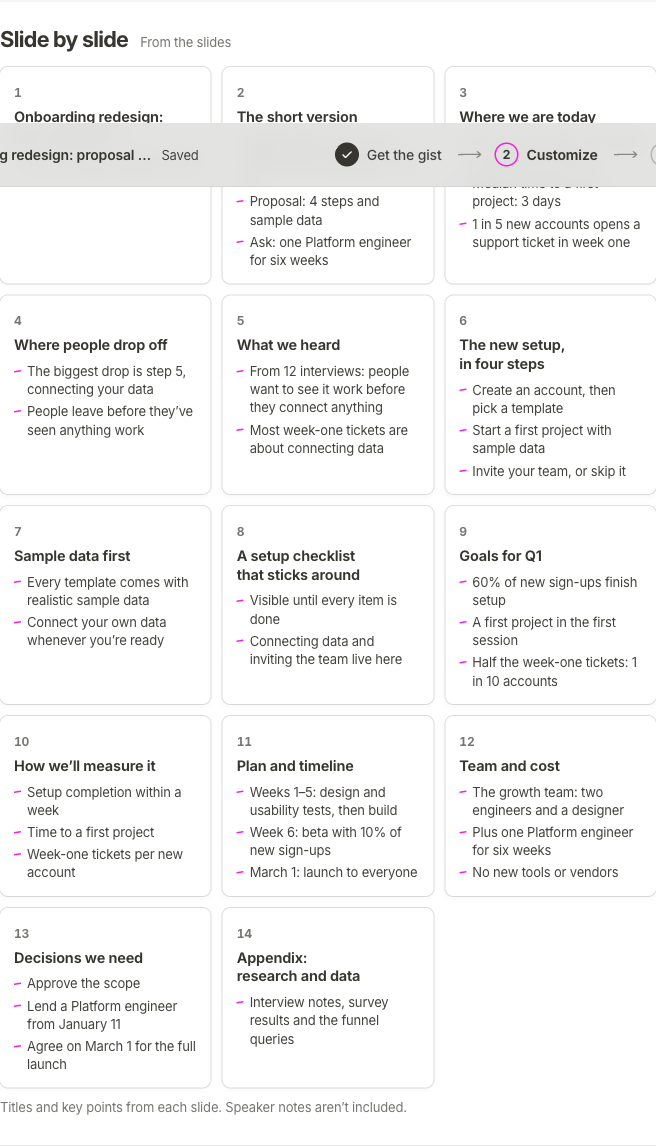 Slide by slide From the slides
1
Onboarding redesign:
2
The short version
3
Where we are today
g redesign: proposal ... Saved
Get the gist
2 Customize
Proposal: 4 steps and
sample data
Ask: one Platform engineer
for six weeks
project: 3 days
1 in 5 new accounts opens a
support ticket in week one
4
Where people drop off
The biggest drop is step 5,
connecting your data
People leave before they’ve
seen anything work
5
What we heard
From 12 interviews: people
want to see it work before
they connect anything
Most week-one tickets are
about connecting data
6
The new setup,
in four steps
Create an account, then
pick a template
Start a first project with
sample data
Invite your team, or skip it
7
Sample data first
Every template comes with
realistic sample data
Connect your own data
whenever you’re ready
8
A setup checklist
that sticks around
Visible until every item is
done
Connecting data and
inviting the team live here
9
Goals for Q1
60% of new sign-ups finish
setup
A first project in the first
session
Half the week-one tickets: 1
in 10 accounts
10
How we’ll measure it
Setup completion within a
week
Time to a first project
Week-one tickets per new
account
11
Plan and timeline
Weeks 1–5: design and
usability tests, then build
Week 6: beta with 10% of
new sign-ups
March 1: launch to everyone
12
Team and cost
The growth team: two
engineers and a designer
Plus one Platform engineer
for six weeks
No new tools or vendors
13
Decisions we need
Approve the scope
Lend a Platform engineer
from January 11
Agree on March 1 for the full
launch
14
Appendix:
research and data
Interview notes, survey
results and the funnel
queries
Titles and key points from each slide. Speaker notes aren’t included.